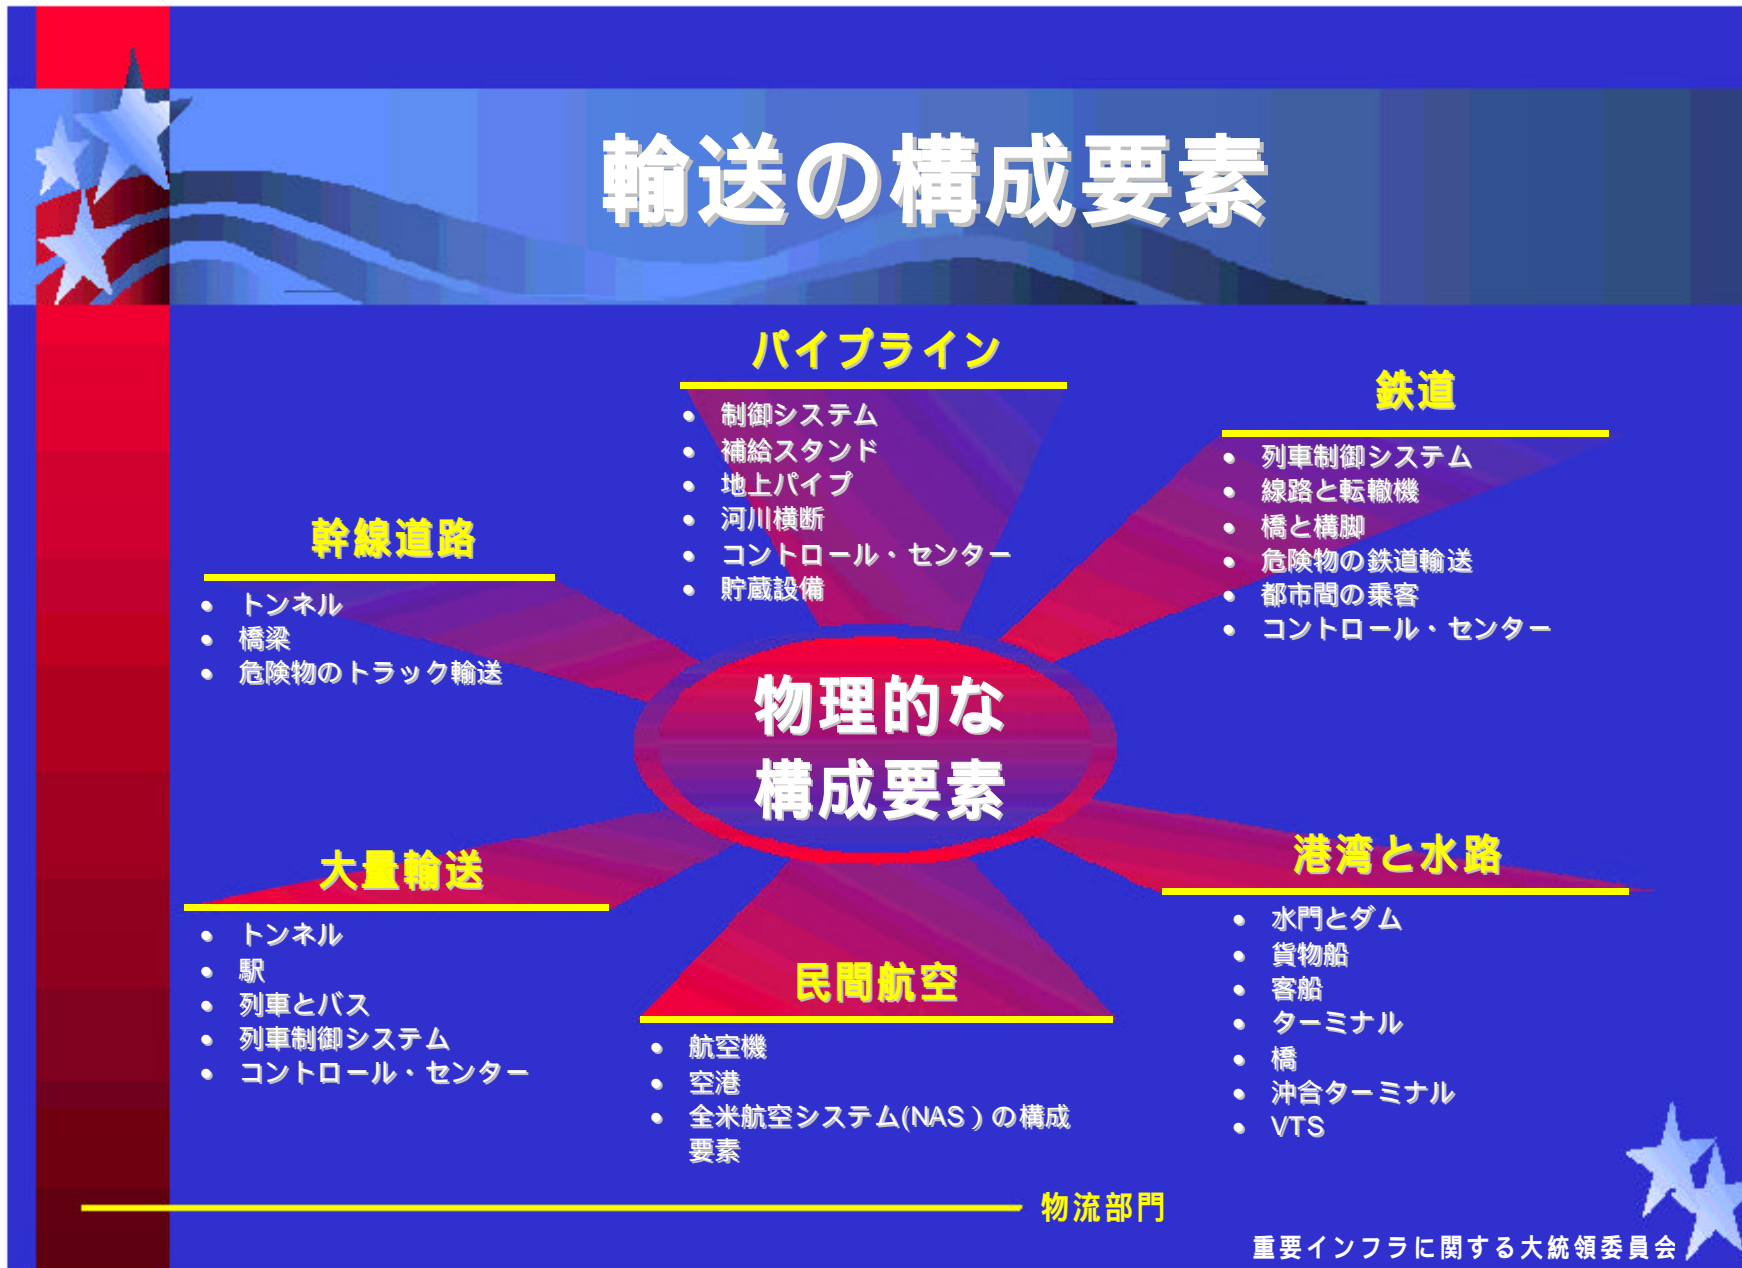 輸送の構成要素
パイプライン
• 制御システム
• 補給スタンド
• 地上パイプ
• 河川横断
• コントロール・センター
• 貯蔵設備
鉄道
• 列車制御システム
• 線路と転轍機
• 橋と構脚
• 危険物の鉄道輸送
• 都市間の乗客
• コントロール・センター
幹線道路
• トンネル
• 橋梁
• 危険物のトラック輸送
物理的な
構成要素
大量輸送
• トンネル
• 駅
• 列車とバス
• 列車制御システム
• コントロール・センター
民間航空
• 航空機
• 空港
• 全米航空システム(NAS）の構成
要素
港湾と水路
• 水門とダム
• 貨物船
• 客船
• ターミナル
• 橋
• 沖合ターミナル
• VTS
物流部門
重要インフラに関する大統領委員会